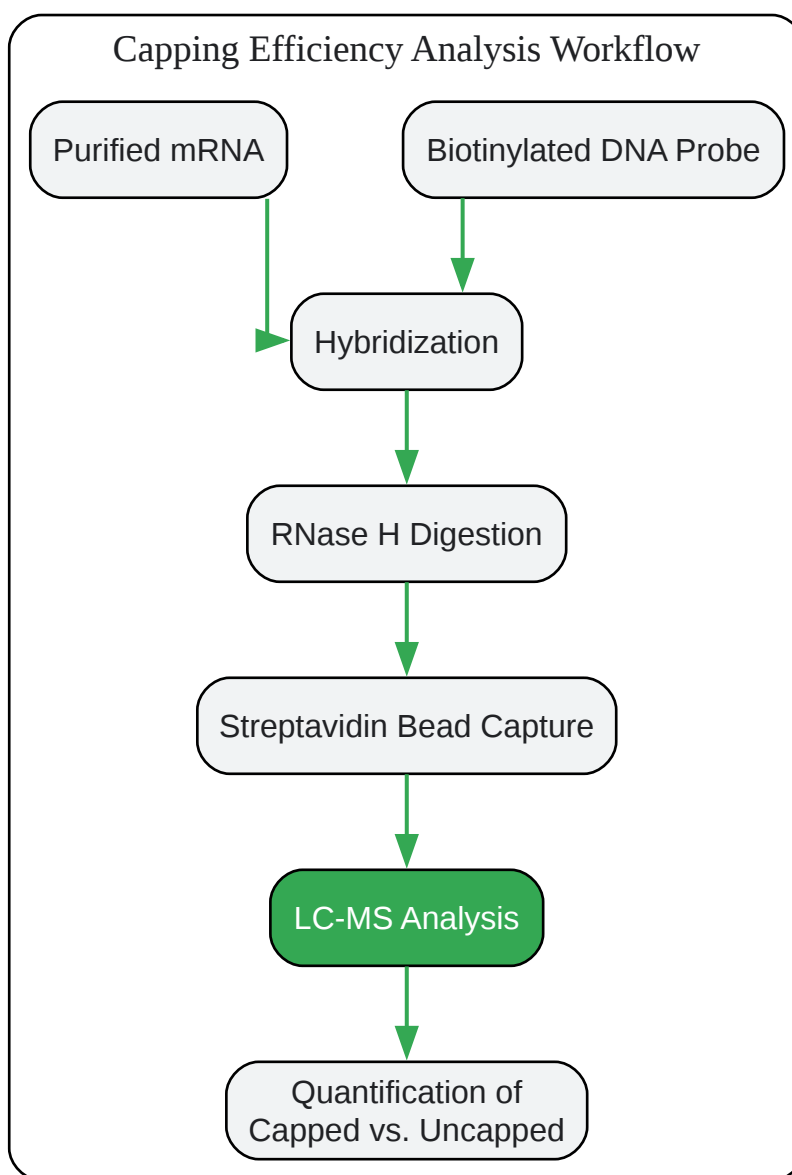 Capping Efficiency Analysis Workflow
Purified mRNA
Biotinylated DNA Probe
Hybridization
RNase H Digestion
Streptavidin Bead Capture
LC-MS Analysis
Quantification of
Capped vs. Uncapped